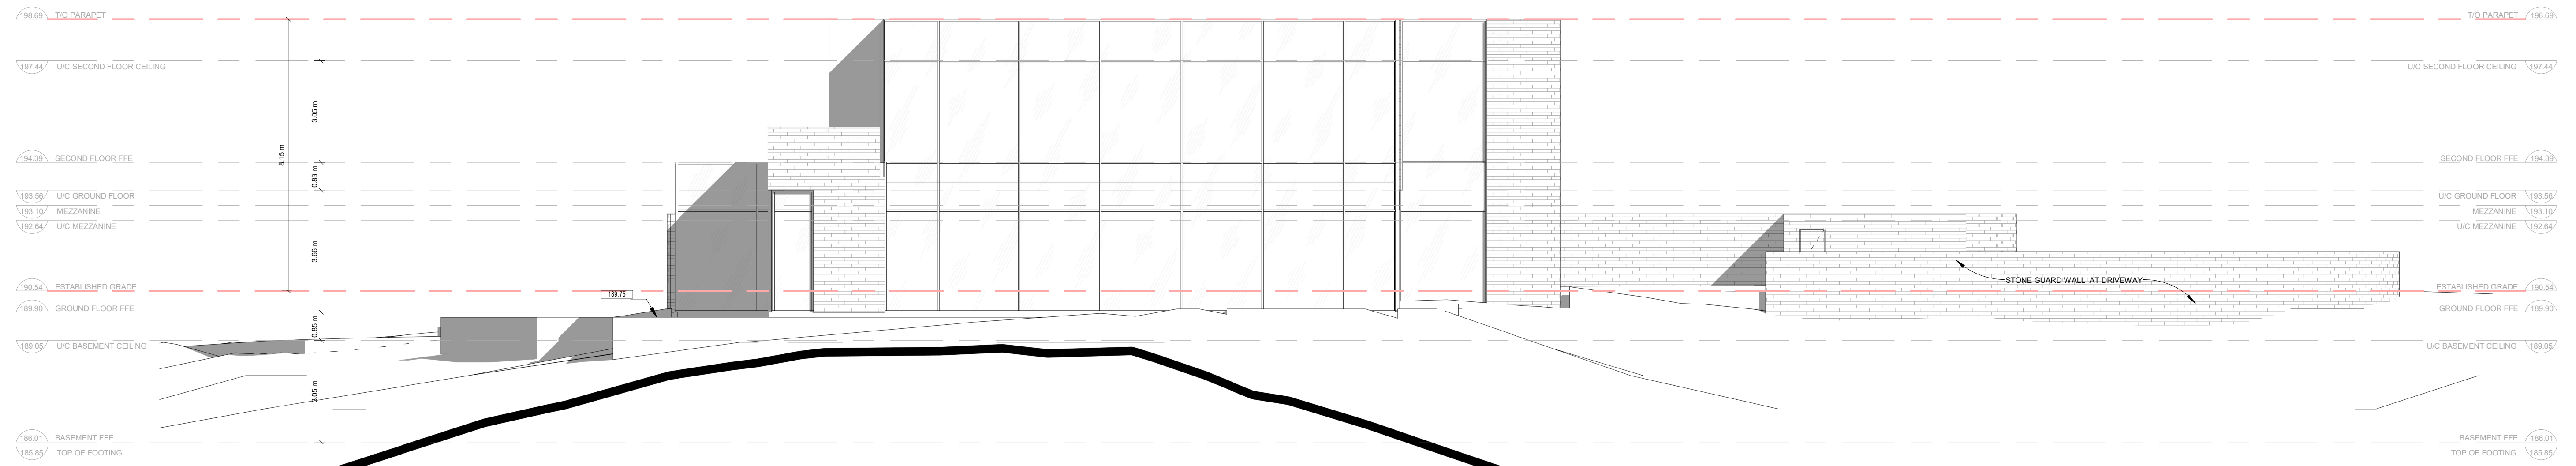 198.69 T/O PARAPET
T/O PARAPET 198.69
197.44 U/C SECOND FLOOR CEILING
U/C SECOND FLOOR CEILING 197.44
3.05 m
8.15 m
194.39 SECOND FLOOR FFE
SECOND FLOOR FFE 194.39
0.83 m
193.56 U/C GROUND FLOOR
U/C GROUND FLOOR 193.56
193.10 MEZZANINE
MEZZANINE 193.10
192.64 U/C MEZZANINE
U/C MEZZANINE 192.64
3.66 m
STONE GUARD WALL AT DRIVEWAY
190.54 ESTABLISHED GRADE
ESTABLISHED GRADE 190.54
189.75
189.90 GROUND FLOOR FFE
GROUND FLOOR FFE 189.90
0.85 m
189.05 U/C BASEMENT CEILING
U/C BASEMENT CEILING 189.05
3.05 m
186.01 BASEMENT FFE
BASEMENT FFE 186.01
185.85 TOP OF FOOTING
TOP OF FOOTING 185.85